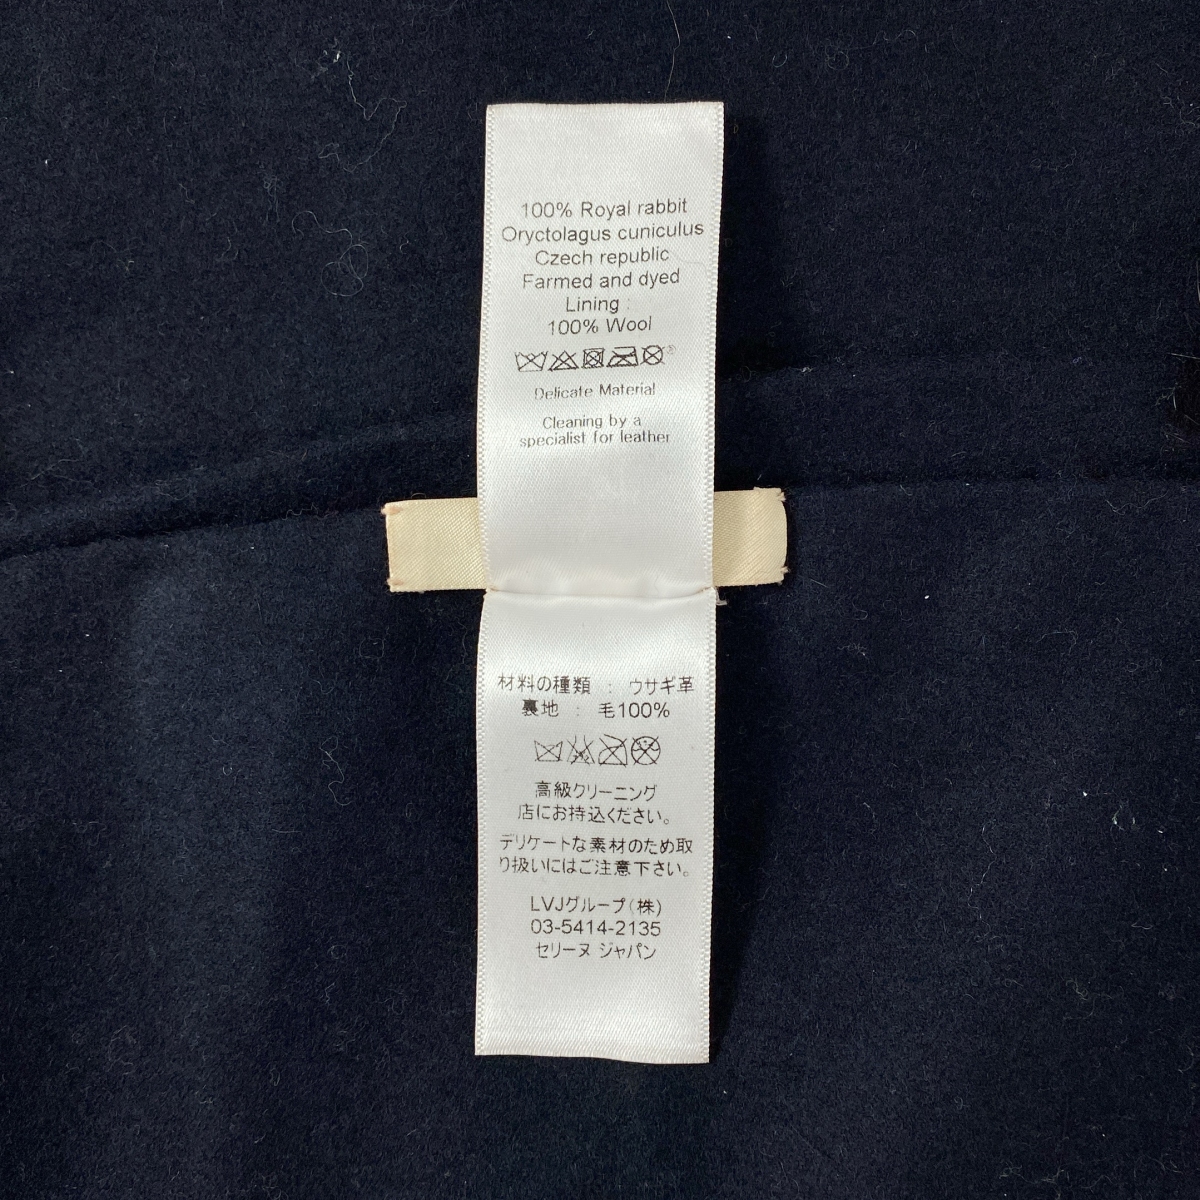 100% Royal rabbit
Oryctolagus cuniculus
Czech republic
Farmed and dyed
Lining :
100% Wool
Delicate Material
Cleaning by a
specialist for leather
材料の種類 : ウサギ革
裏地 : 毛100%
高級クリーニング
店にお持込ください。
デリケートな素材のため取
り扱いにはご注意下さい。
LVJグループ(株)
03-5414-2135
セリーヌ ジャパン